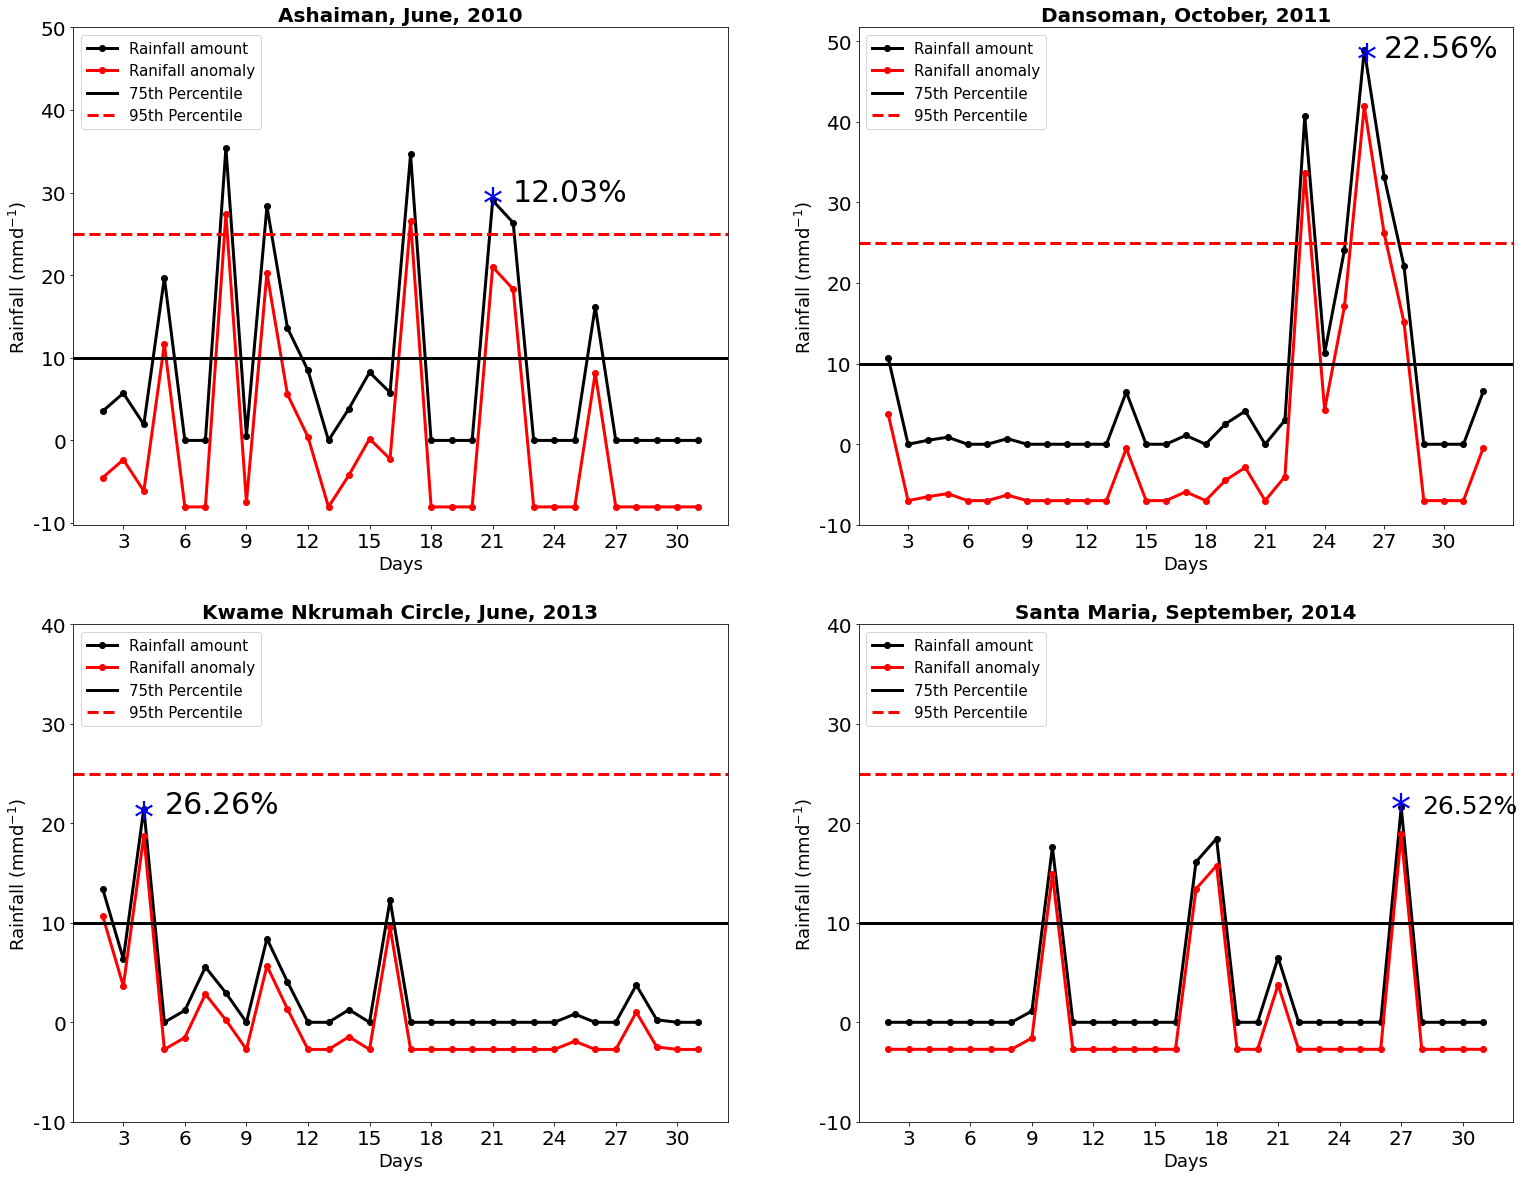 Ashaiman, June, 2010
50
40
30
20
10
0
-10
Rainfall (mmd⁻¹)
Rainfall amount
Ranifall anomaly
75th Percentile
95th Percentile
12.03%
3 6 9 12 15 18 21 24 27 30
Days
Dansoman, October, 2011
50
40
30
20
10
0
-10
Rainfall (mmd⁻¹)
Rainfall amount
Ranifall anomaly
75th Percentile
95th Percentile
22.56%
3 6 9 12 15 18 21 24 27 30
Days
Kwame Nkrumah Circle, June, 2013
40
30
20
10
0
-10
Rainfall (mmd⁻¹)
Rainfall amount
Ranifall anomaly
75th Percentile
95th Percentile
26.26%
3 6 9 12 15 18 21 24 27 30
Days
Santa Maria, September, 2014
40
30
20
10
0
-10
Rainfall (mmd⁻¹)
Rainfall amount
Ranifall anomaly
75th Percentile
95th Percentile
26.52%
3 6 9 12 15 18 21 24 27 30
Days